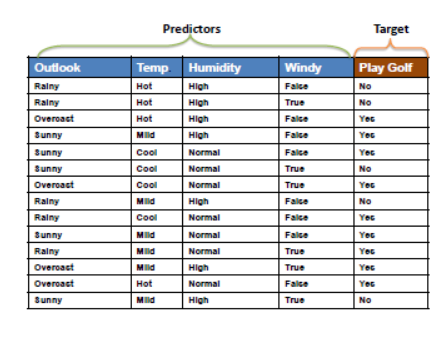 Predictors Target
Outlook Temp. Humidity Windy Play Golf
Rainy Hot High False No
Rainy Hot High True No
Overcast Hot High False Yes
Sunny Mild High False Yes
Sunny Cool Normal False Yes
Sunny Cool Normal True No
Overcast Cool Normal True Yes
Rainy Mild High False No
Rainy Cool Normal False Yes
Sunny Mild Normal False Yes
Rainy Mild Normal True Yes
Overcast Mild High True Yes
Overcast Hot Normal False Yes
Sunny Mild High True No